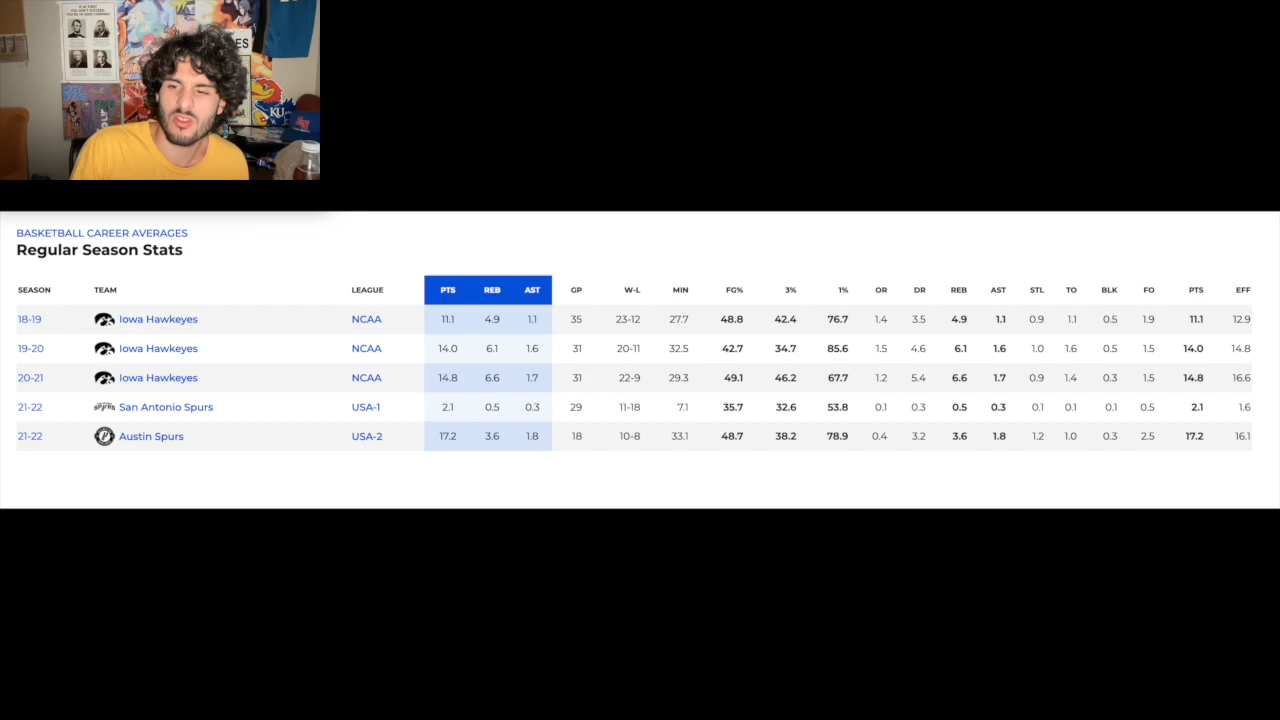 ES
KU
BASKETBALL CAREER AVERAGES
Regular Season Stats
SEASON TEAM LEAGUE PTS REB AST GP W-L MIN FG% 3% 1% OR DR REB AST STL TO BLK FO PTS EFF
18-19 Iowa Hawkeyes NCAA 11.1 4.9 1.1 35 23-12 27.7 48.8 42.4 76.7 1.4 3.5 4.9 1.1 0.9 1.1 0.5 1.9 11.1 12.9
19-20 Iowa Hawkeyes NCAA 14.0 6.1 1.6 31 20-11 32.5 42.7 34.7 85.6 1.5 4.6 6.1 1.6 1.0 1.6 0.5 1.5 14.0 14.8
20-21 Iowa Hawkeyes NCAA 14.8 6.6 1.7 31 22-9 29.3 49.1 46.2 67.7 1.2 5.4 6.6 1.7 0.9 1.4 0.3 1.5 14.8 16.6
21-22 San Antonio Spurs USA-1 2.1 0.5 0.3 29 11-18 7.1 35.7 32.6 53.8 0.1 0.3 0.5 0.3 0.1 0.1 0.1 0.5 2.1 1.6
21-22 Austin Spurs USA-2 17.2 3.6 1.8 18 10-8 33.1 48.7 38.2 78.9 0.4 3.2 3.6 1.8 1.2 1.0 0.3 2.5 17.2 16.1